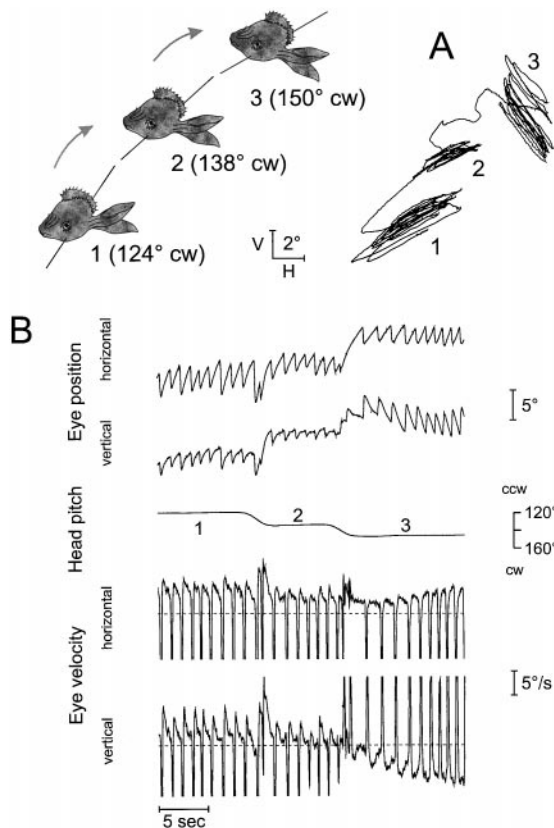 A
3 (150° cw)
2 (138° cw)
1 (124° cw)
V 2°
H
3
2
1
B
Eye position
horizontal
vertical
5°
Head pitch
1 2 3
ccw
120°
160°
cw
Eye velocity
horizontal
vertical
5°/s
5 sec